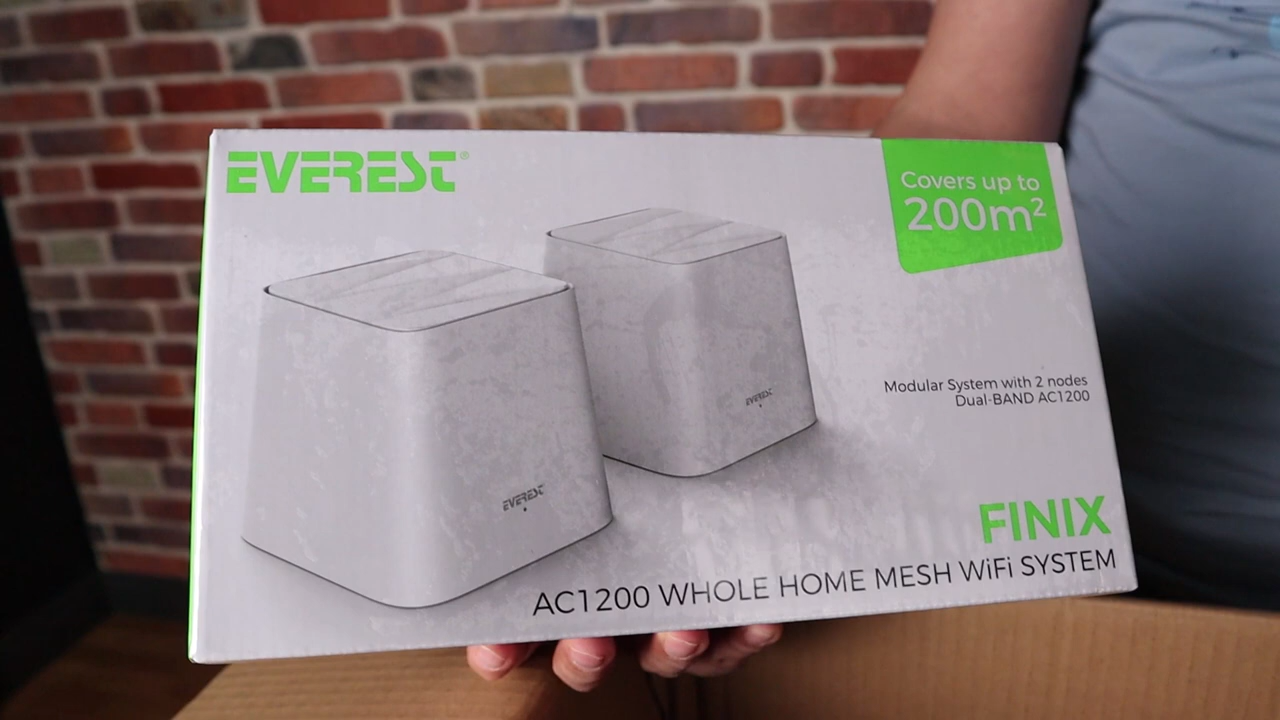 EVEREST®
Covers up to
200m²
EVEREST
Modular System with 2 nodes
Dual-BAND AC1200
EVEREST
FINIX
AC1200 WHOLE HOME MESH WiFi SYSTEM